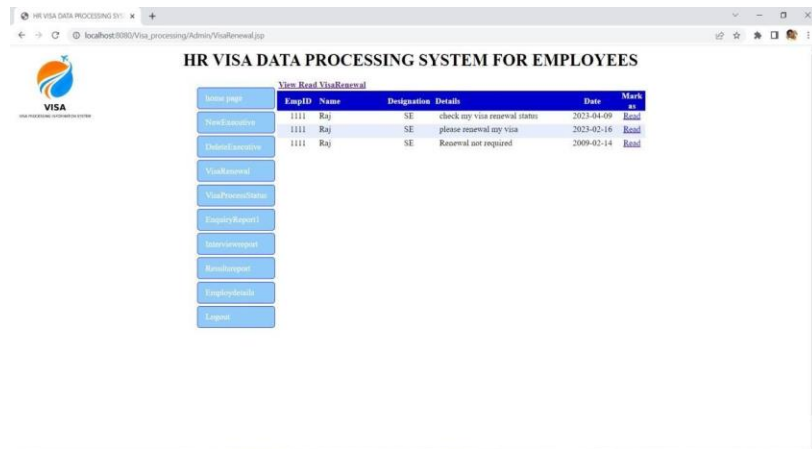 HR VISA DATA PROCESSING SYS
localhost:8080/Visa_processing/Admin/VisaRenewal.jsp
HR VISA DATA PROCESSING SYSTEM FOR EMPLOYEES
VISA
View Read VisaRenewal
home page
NewExecutive
DeleteExecutive
VisaRenewal
VisaProcessStatus
EnquiryReport1
Interviewreport
Resultreport
Employdetails
Logout
EmpID Name Designation Details Date Mark as
1111 Raj SE check my visa renewal status 2023-04-09 Read
1111 Raj SE please renewal my visa 2023-02-16 Read
1111 Raj SE Renewal not required 2009-02-14 Read